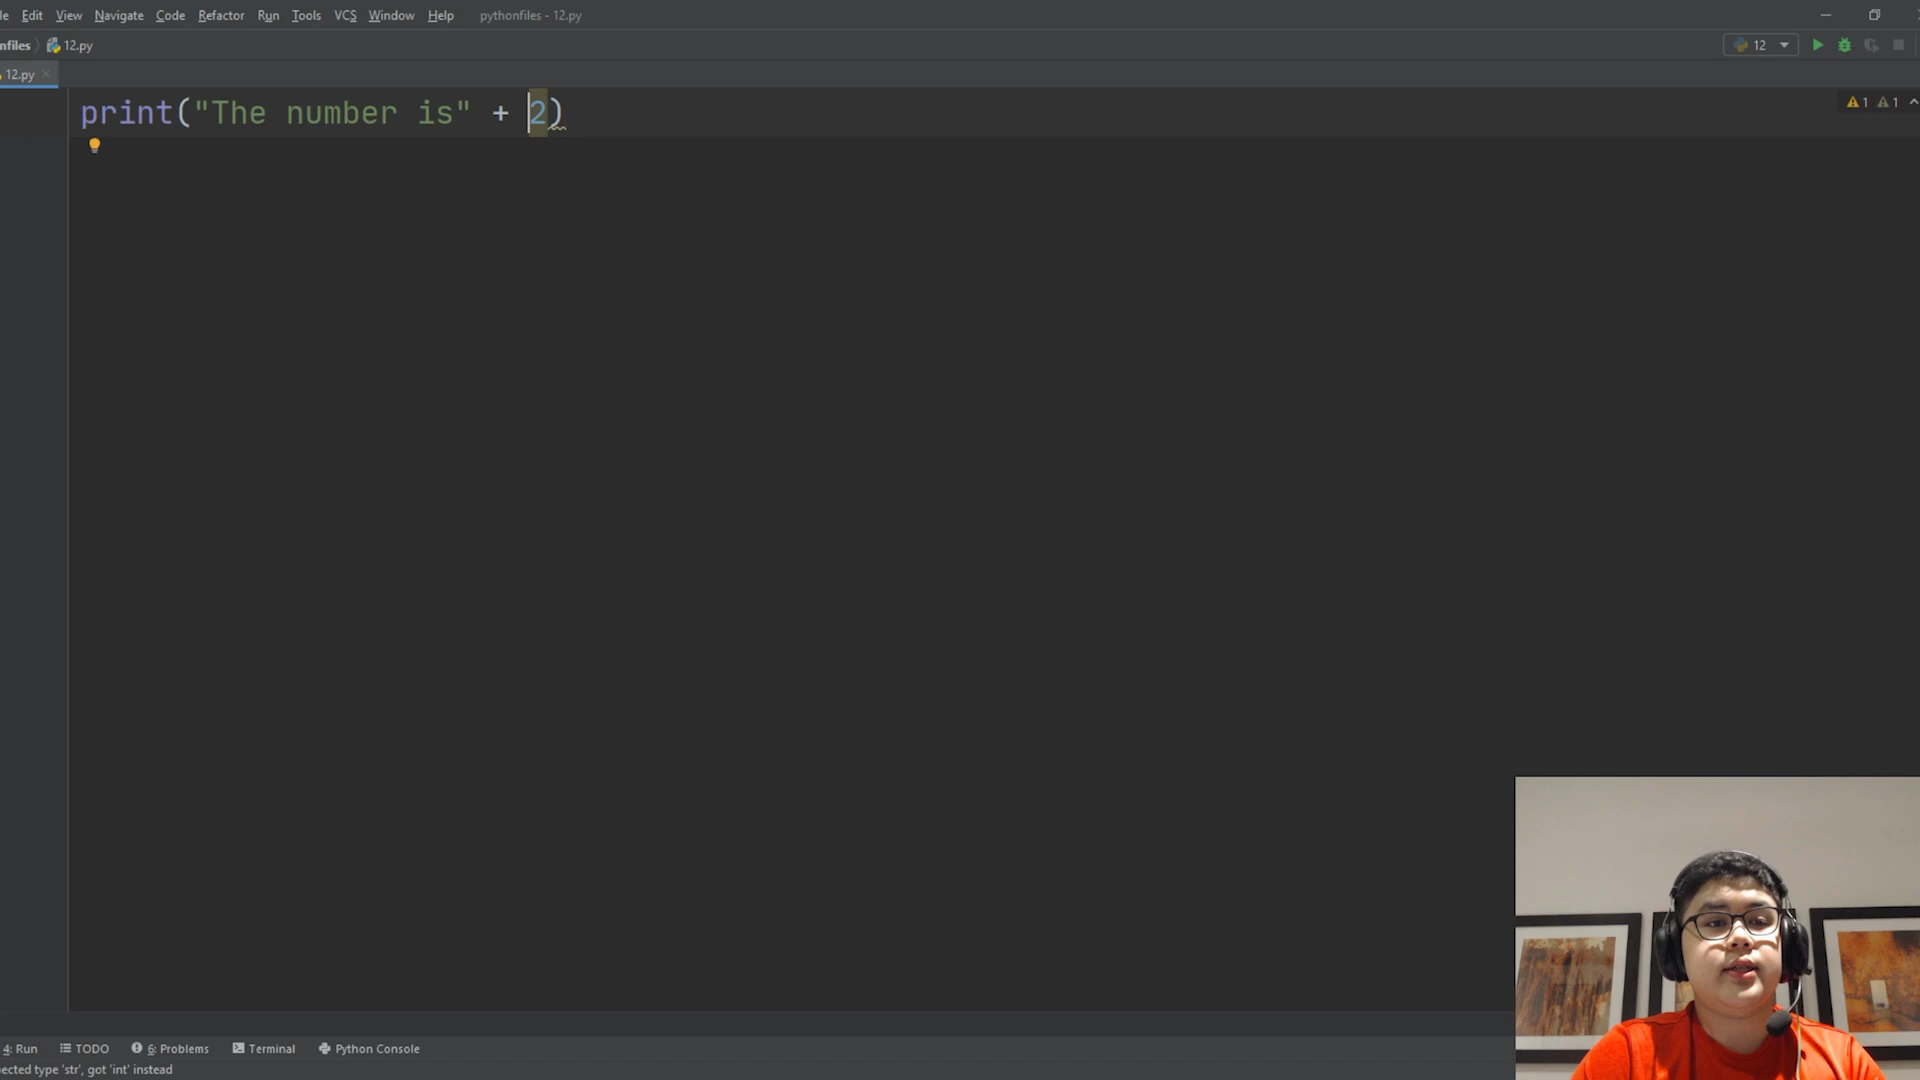 le Edit View Navigate Code Refactor Run Tools VCS Window Help pythonfiles - 12.py
nfiles 12.py 12
12.py
print("The number is" + 2) 1 1
4: Run TODO 6: Problems Terminal Python Console
ected type 'str', got 'int' instead